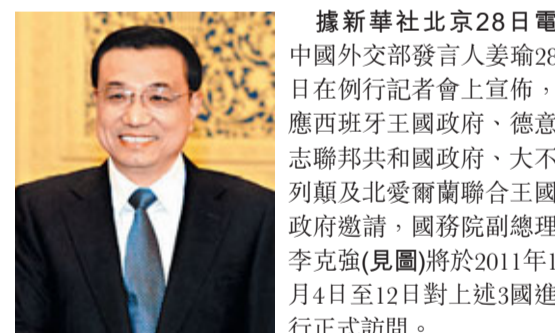 據新華社北京28日電
中國外交部發言人姜瑜28
日在例行記者會上宣佈，
應西班牙王國政府、德意
志聯邦共和國政府、大不
列顛及北愛爾蘭聯合王國
政府邀請，國務院副總理
李克強(見圖)將於2011年1
月4日至12日對上述3國進
行正式訪問。